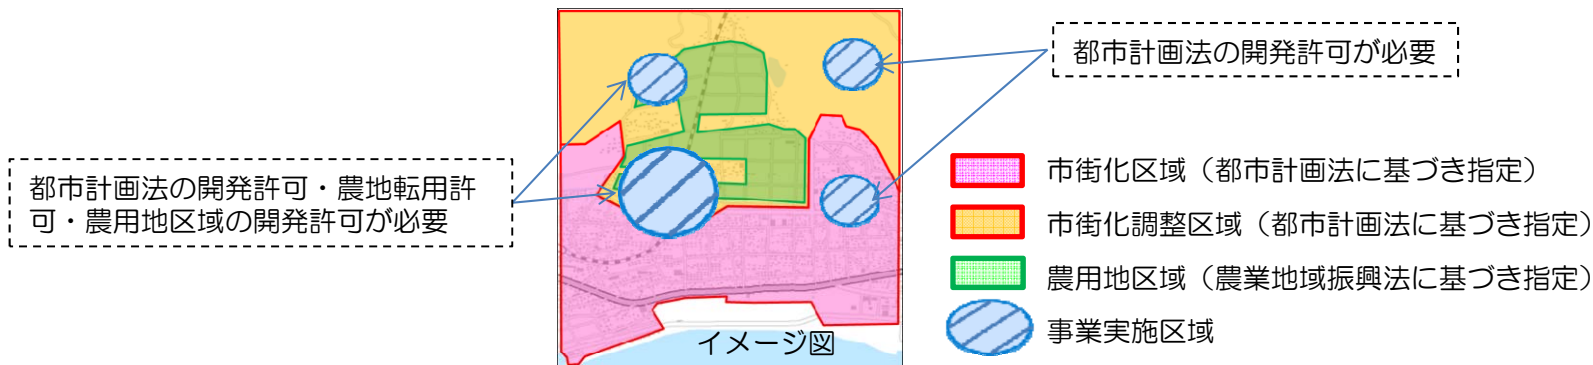 都市計画法の開発許可が必要
都市計画法の開発許可・農地転用許
可・農用地区域の開発許可が必要
市街化区域（都市計画法に基づき指定）
市街化調整区域（都市計画法に基づき指定）
農用地区域（農業地域振興法に基づき指定）
事業実施区域
イメージ図